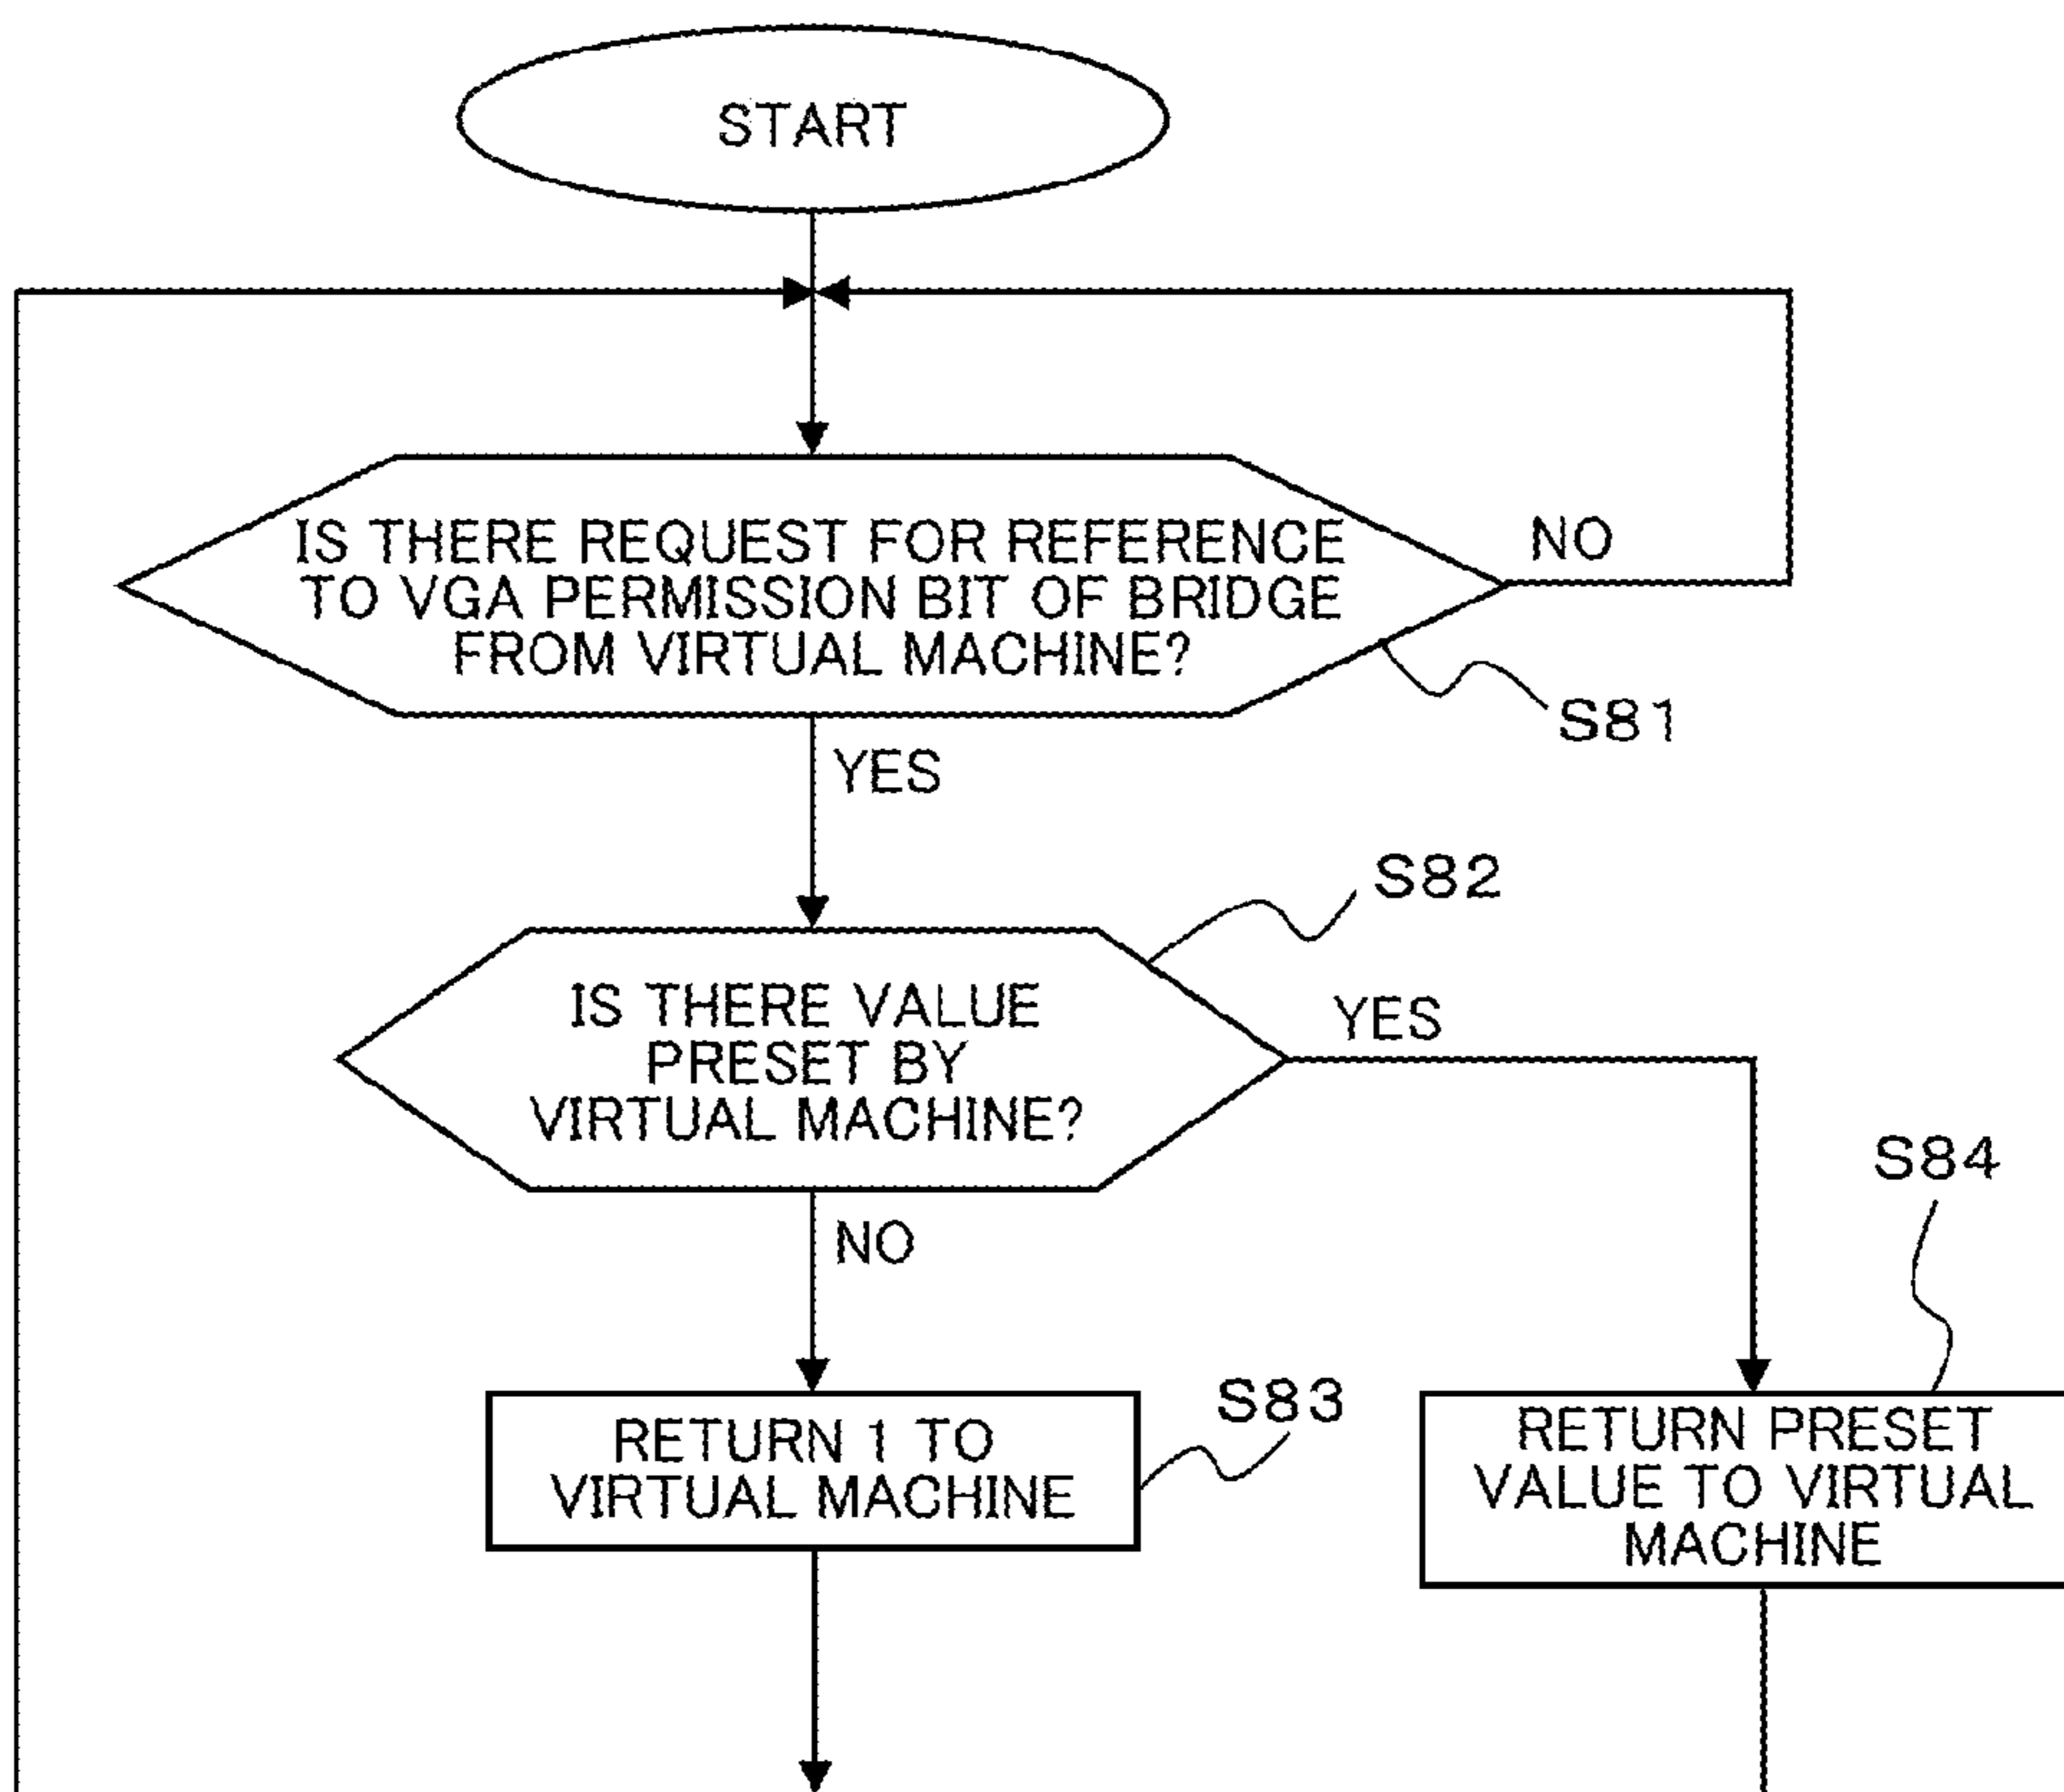 START
IS THERE REQUEST FOR REFERENCE
TO VGA PERMISSION BIT OF BRIDGE
FROM VIRTUAL MACHINE?
NO
S81
YES
S82
IS THERE VALUE
PRESET BY
VIRTUAL MACHINE?
YES
NO
S84
S83
RETURN 1 TO
VIRTUAL MACHINE
RETURN PRESET
VALUE TO VIRTUAL
MACHINE